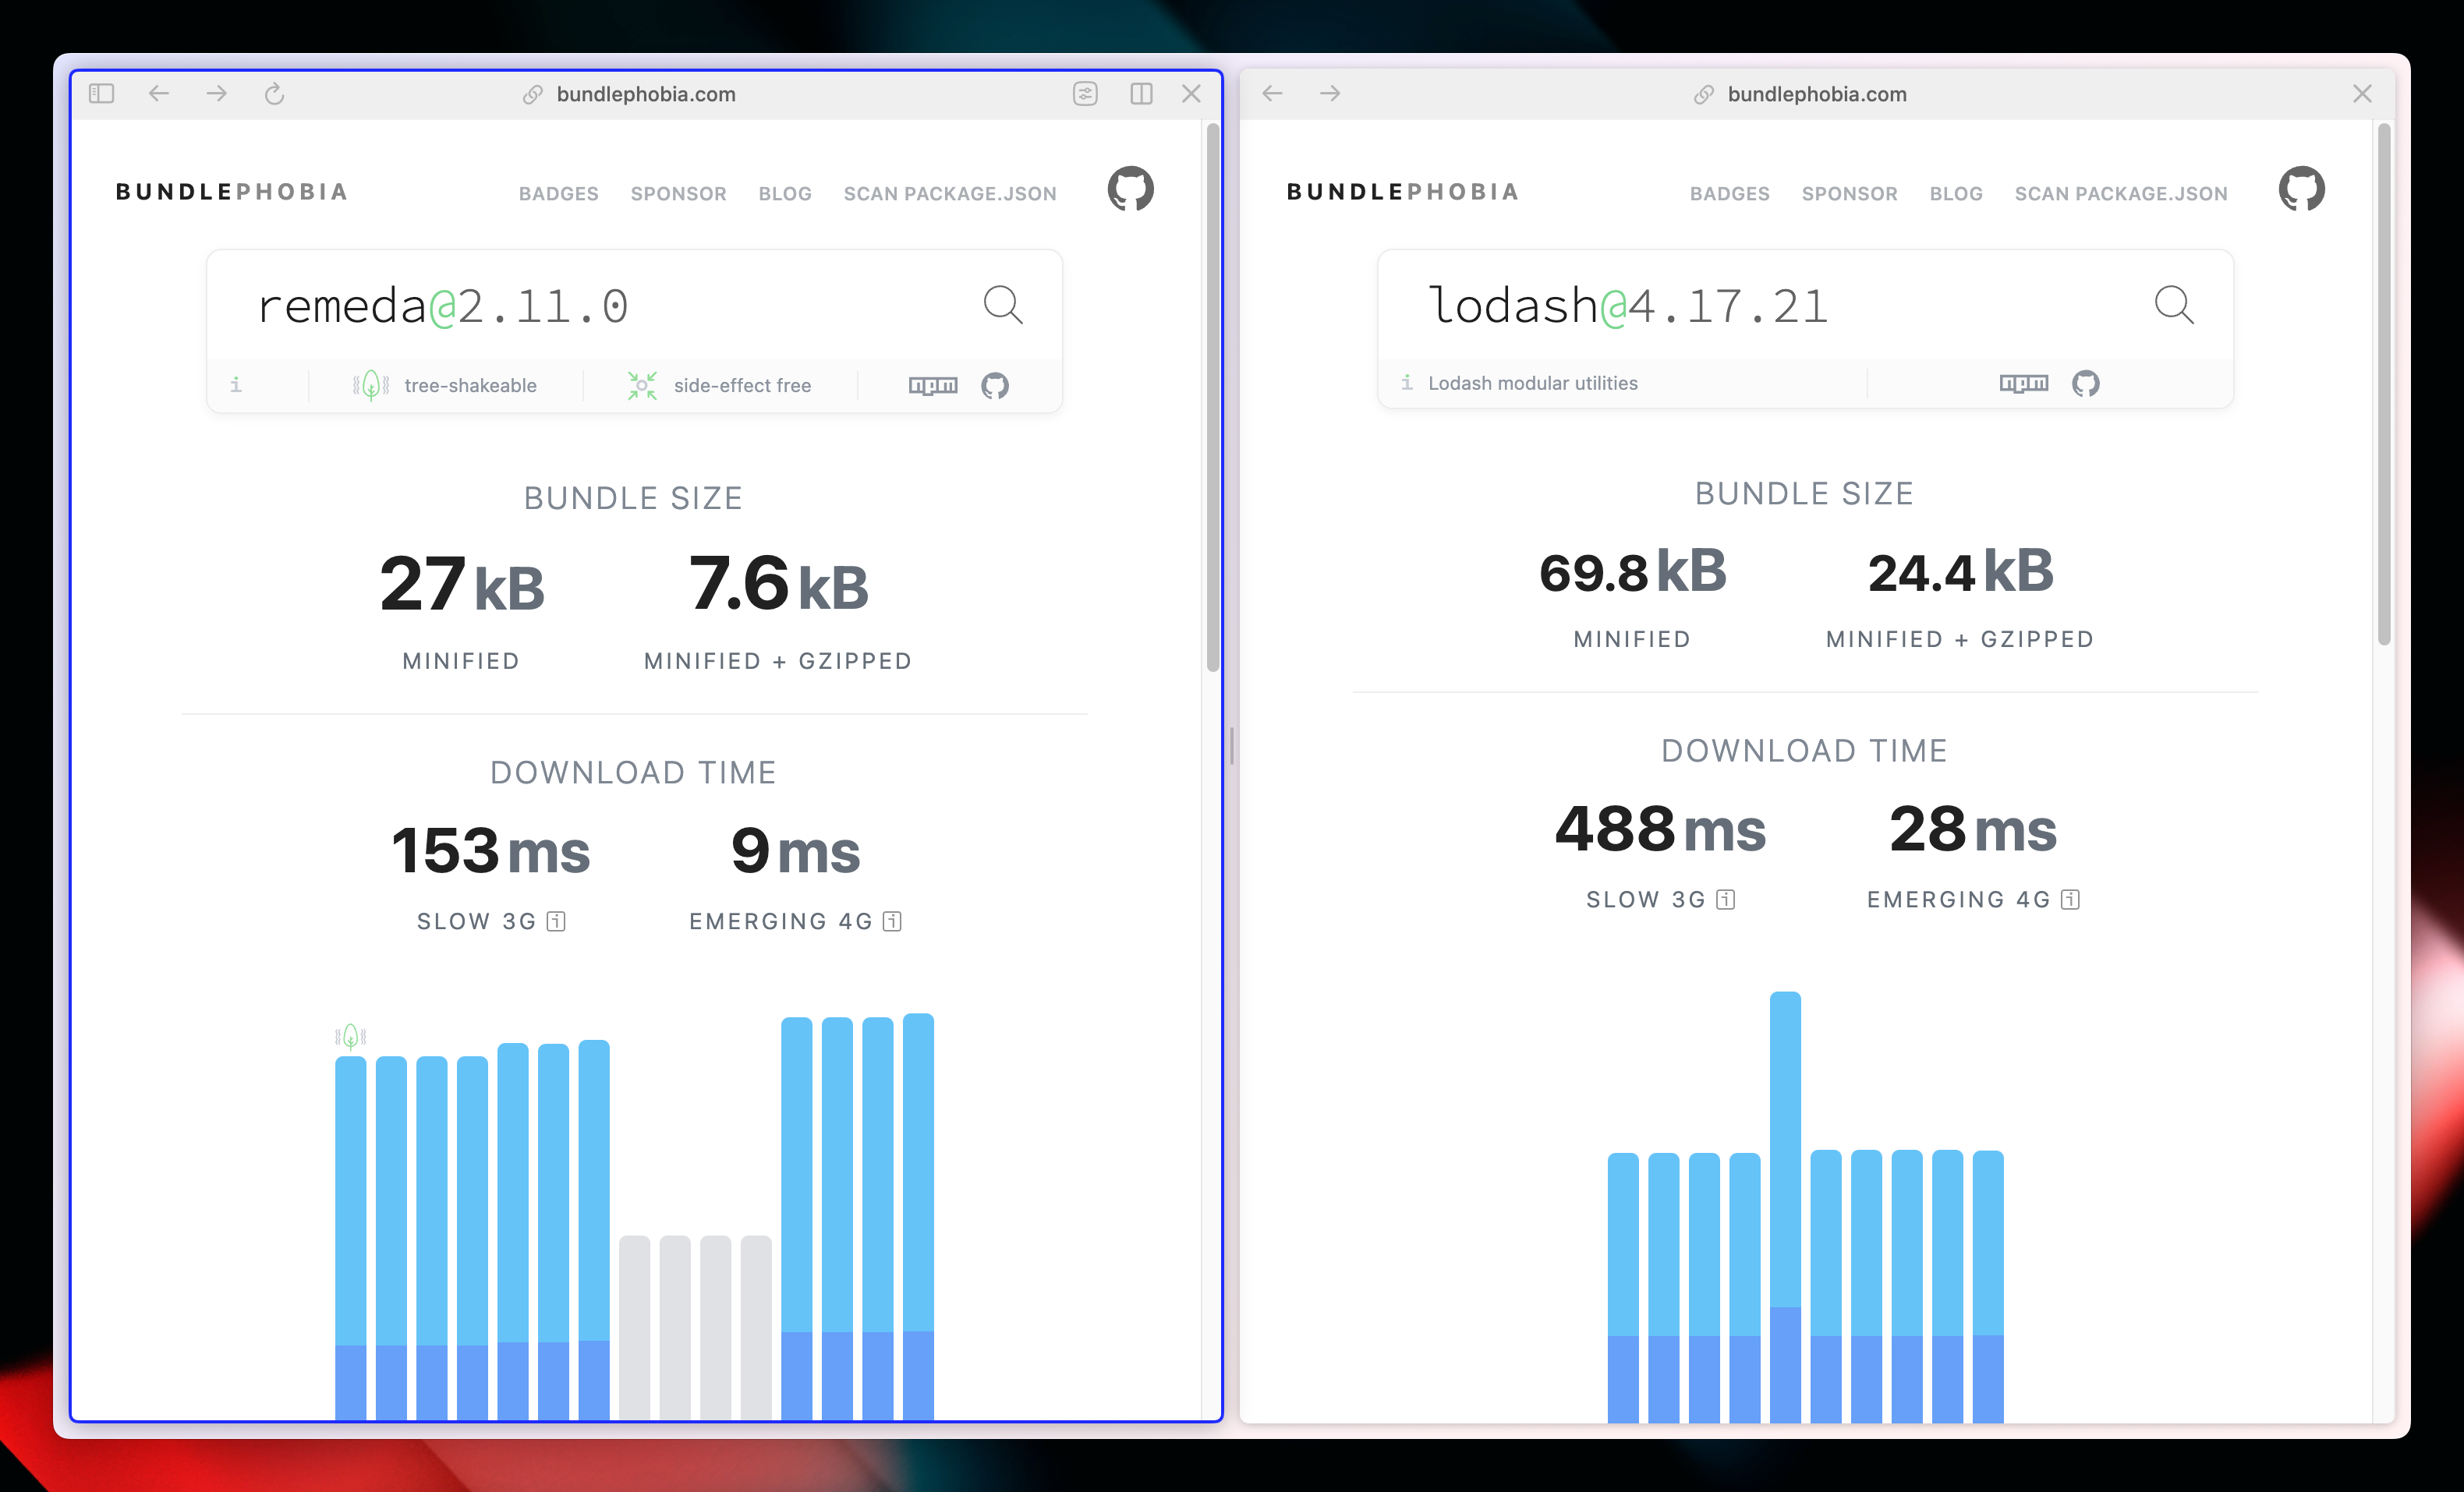 bundlephobia.com
BUNDLEPHOBIA BADGES SPONSOR BLOG SCAN PACKAGE.JSON
remeda@2.11.0
i tree-shakeable side-effect free npm
BUNDLE SIZE
27 kB 7.6 kB
MINIFIED MINIFIED + GZIPPED
DOWNLOAD TIME
153 ms 9 ms
SLOW 3G i EMERGING 4G i
bundlephobia.com
BUNDLEPHOBIA BADGES SPONSOR BLOG SCAN PACKAGE.JSON
lodash@4.17.21
i Lodash modular utilities npm
BUNDLE SIZE
69.8 kB 24.4 kB
MINIFIED MINIFIED + GZIPPED
DOWNLOAD TIME
488 ms 28 ms
SLOW 3G i EMERGING 4G i